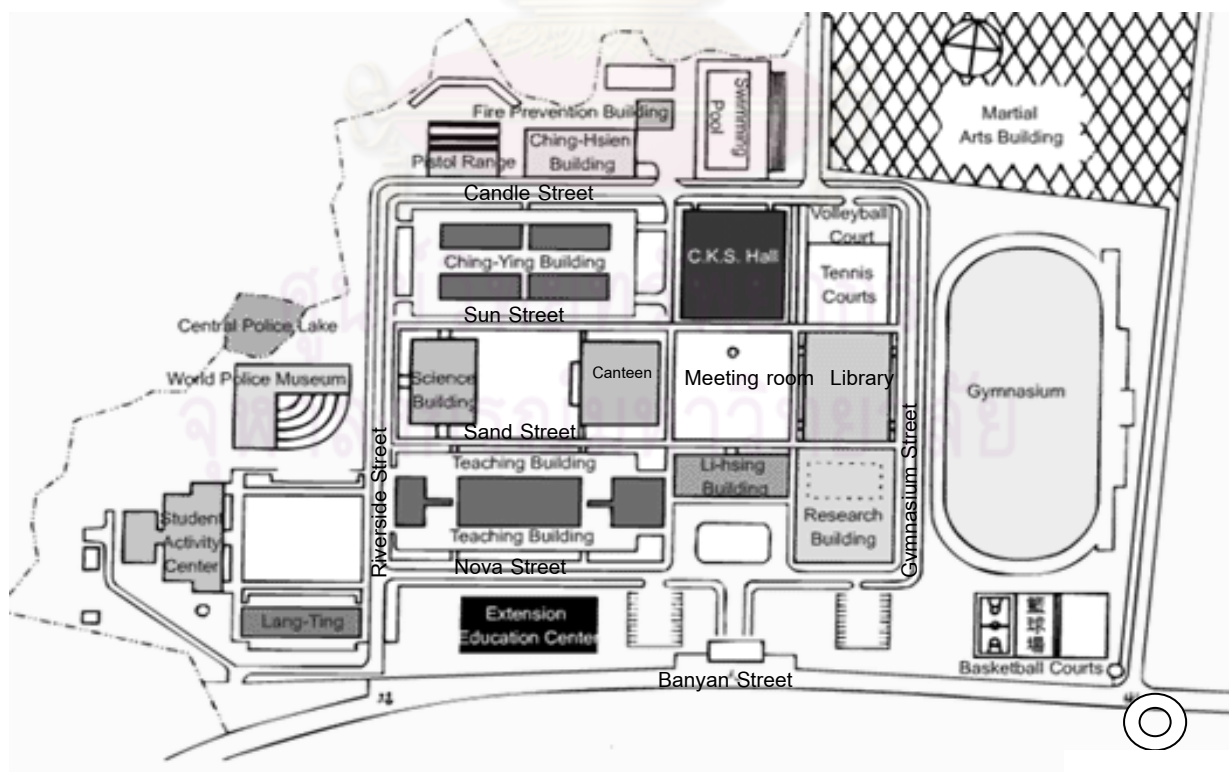 Fire Prevention Building
Swimming
Pool
Martial
Arts Building
Ching-Hsien
Building
Pistol Range
Candle Street
Volleyball
Court
C.K.S. Hall
Ching-Ying Building
Tennis
Courts
Sun Street
Central Police Lake
World Police Museum
Science
Building
Canteen
Meeting room
Library
Gymnasium
Sand Street
Riverside Street
Gymnasium Street
Teaching Building
Li-hsing
Building
Student
Activity
Center
Research
Building
Teaching Building
Nova Street
Extension
Education Center
Lang-Ting
籃
球
場
Basketball Courts
Banyan Street